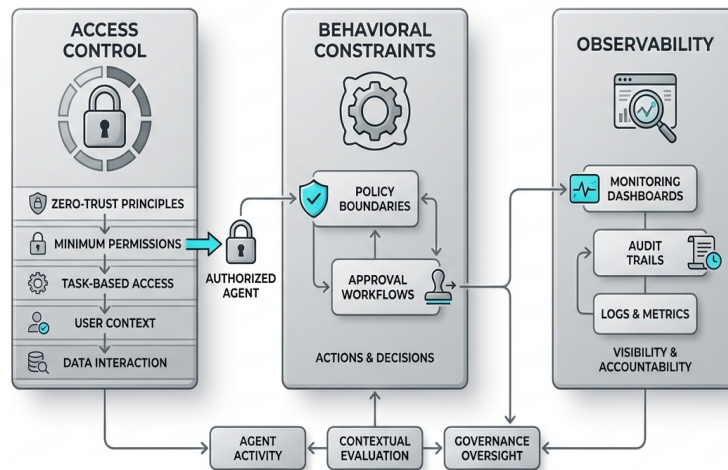 ACCESS
CONTROL
ZERO-TRUST PRINCIPLES
MINIMUM PERMISSIONS
TASK-BASED ACCESS
USER CONTEXT
DATA INTERACTION
AUTHORIZED
AGENT
BEHAVIORAL
CONSTRAINTS
POLICY
BOUNDARIES
APPROVAL
WORKFLOWS
ACTIONS & DECISIONS
OBSERVABILITY
MONITORING
DASHBOARDS
AUDIT
TRAILS
LOGS & METRICS
VISIBILITY &
ACCOUNTABILITY
AGENT
ACTIVITY
CONTEXTUAL
EVALUATION
GOVERNANCE
OVERSIGHT